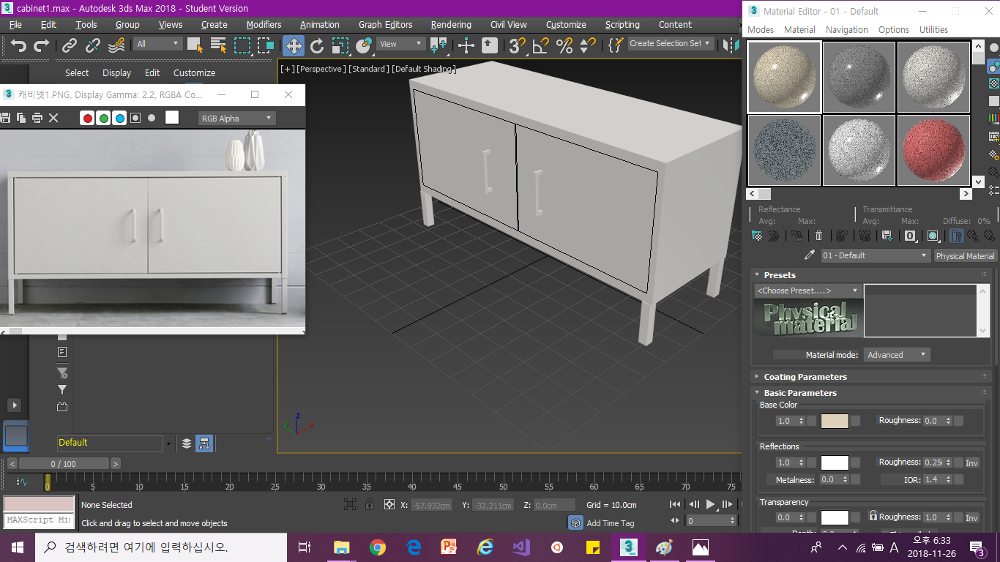 cabinet1.max - Autodesk 3ds Max 2018 - Student Version
File Edit Tools Group Views Create Modifiers Animation Graph Editors Rendering Civil View Customize Scripting Content
All View Create Selection Set
Select Display Edit Customize
[+] [Perspective ] [Standard ] [Default Shading ]
캐비넷1.PNG, Display Gamma: 2.2, RGBA Co...
RGB Alpha
Material Editor - 01 - Default
Modes Material Navigation Options Utilities
Reflectance Transmittance
Avg: Max: Avg: Max: Diffuse: 0%
01 - Default Physical Material
Presets
<Choose Preset....>
Physical material
Material mode: Advanced
Coating Parameters
Basic Parameters
Base Color
1.0 Roughness: 0.0
Reflections
1.0 Roughness: Inv
Metalness: 0.0 IOR: 1.4
Transparency
0.0 Roughness: 1.0 Inv
z
x
Default
0 / 100
0 5 10 15 20 25 30 35 40 45 50 55 60 65 70 75
None Selected X: -57.932cm Y: -32.211cm Z: 0.0cm Grid = 10.0cm
MAXScript Click and drag to select and move objects Add Time Tag 0
검색하려면 여기에 입력하십시오.
A 오후 6:33
2018-11-26
3